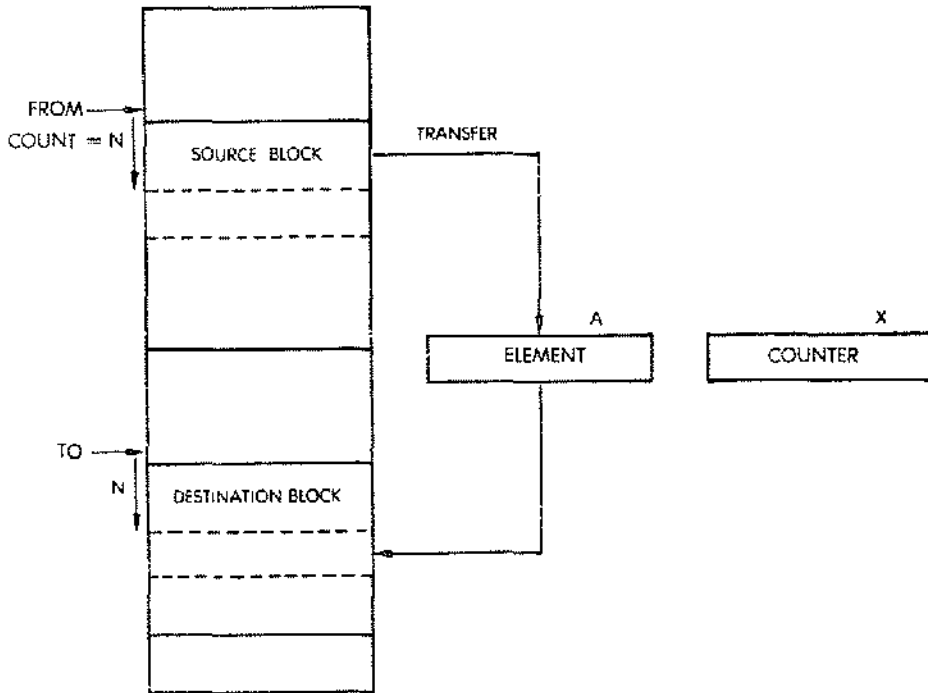 FROM
COUNT = N
SOURCE BLOCK
TRANSFER
A
ELEMENT
X
COUNTER
TO
N
DESTINATION BLOCK